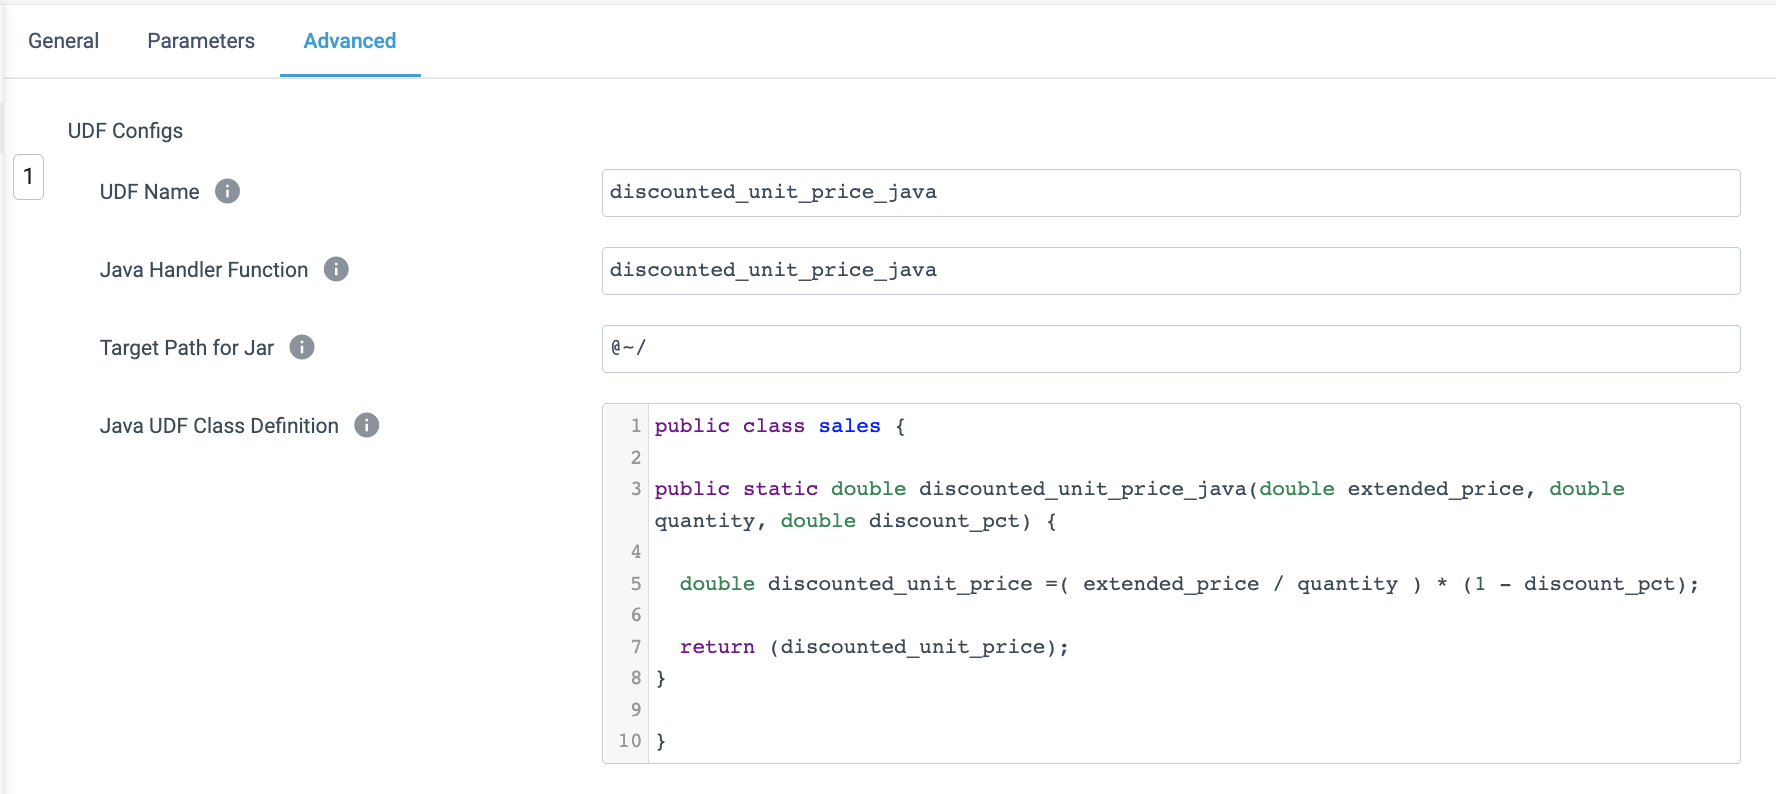 General Parameters Advanced
UDF Configs
1
UDF Name i discounted_unit_price_java
Java Handler Function i discounted_unit_price_java
Target Path for Jar i @~/
Java UDF Class Definition i
1 public class sales {
2
3 public static double discounted_unit_price_java(double extended_price, double
quantity, double discount_pct) {
4
5 double discounted_unit_price =( extended_price / quantity ) * (1 - discount_pct);
6
7 return (discounted_unit_price);
8 }
9
10 }